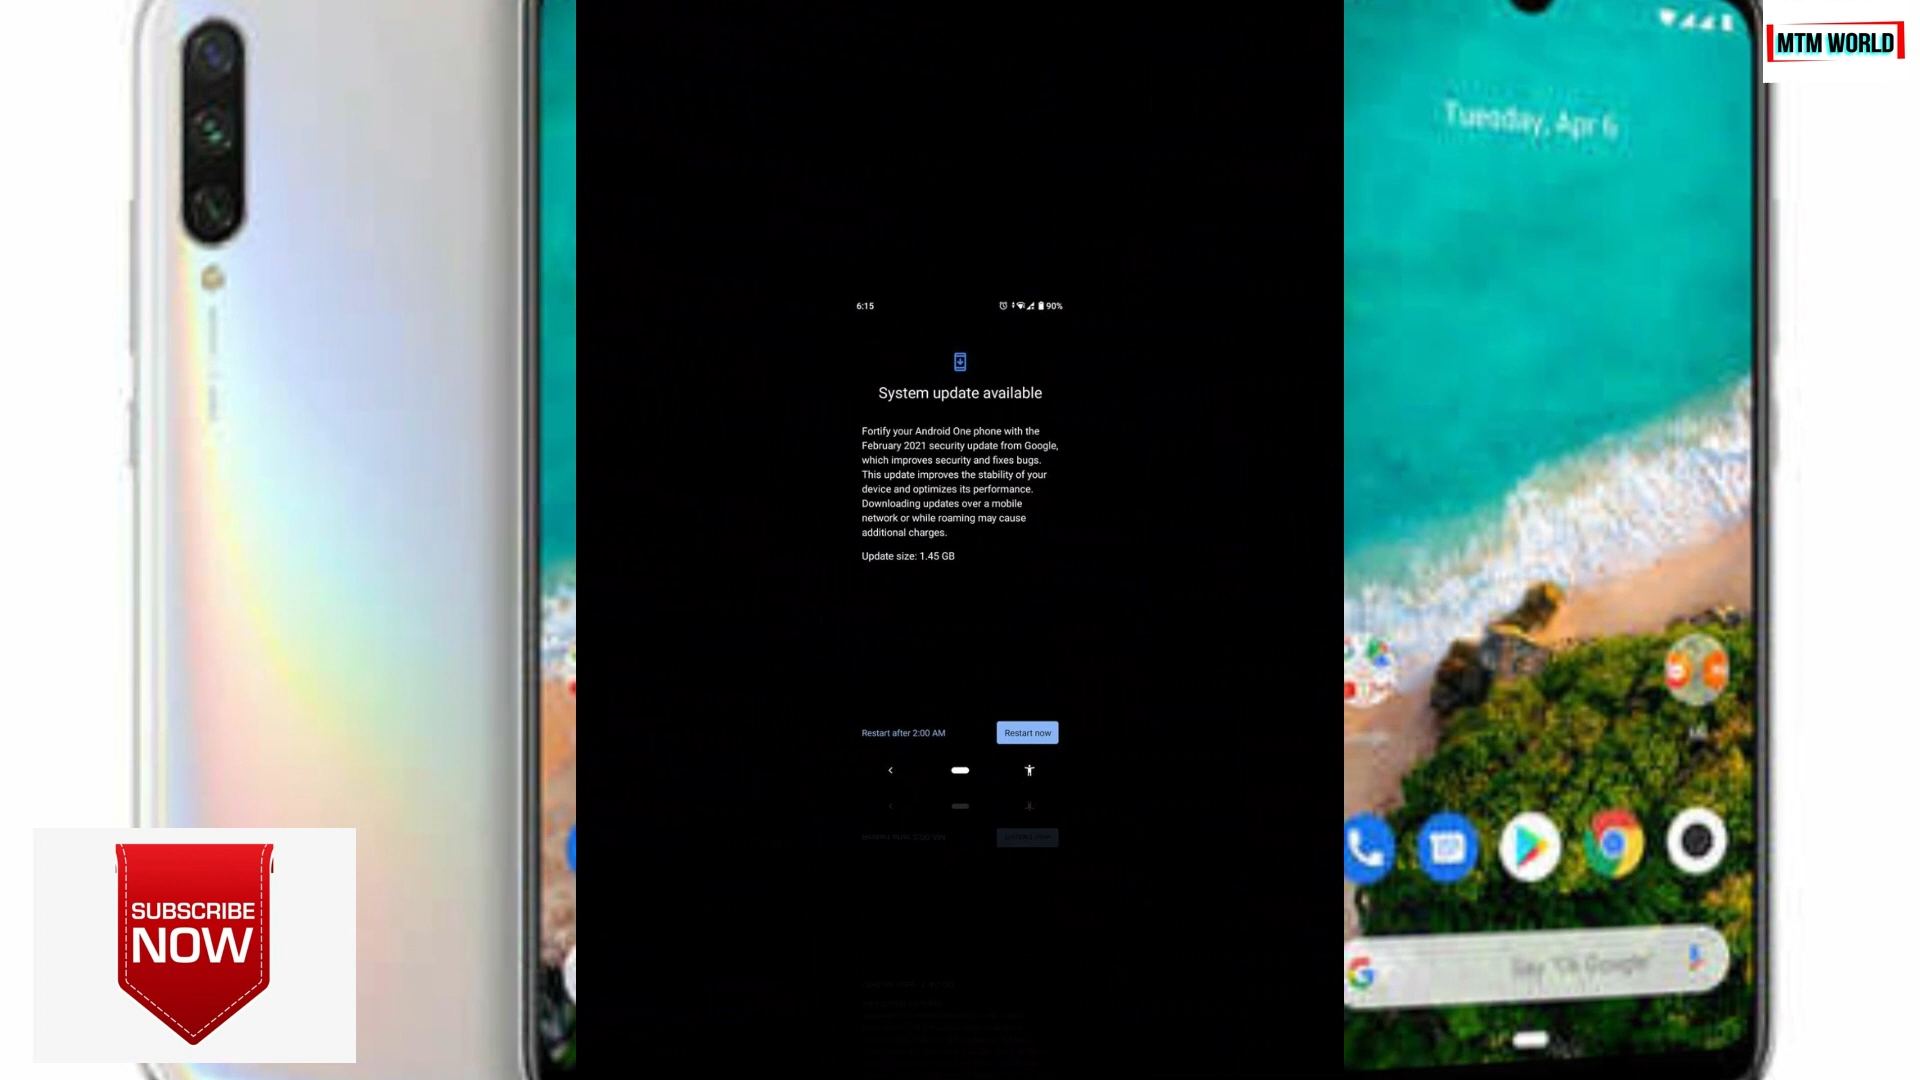 MTM WORLD
Tuesday, Apr 6
6:15
90%
System update available
Fortify your Android One phone with the
February 2021 security update from Google,
which improves security and fixes bugs.
This update improves the stability of your
device and optimizes its performance.
Downloading updates over a mobile
network or while roaming may cause
additional charges.
Update size: 1.45 GB
Restart after 2:00 AM
Restart now
SUBSCRIBE
NOW
Say "Ok Google"